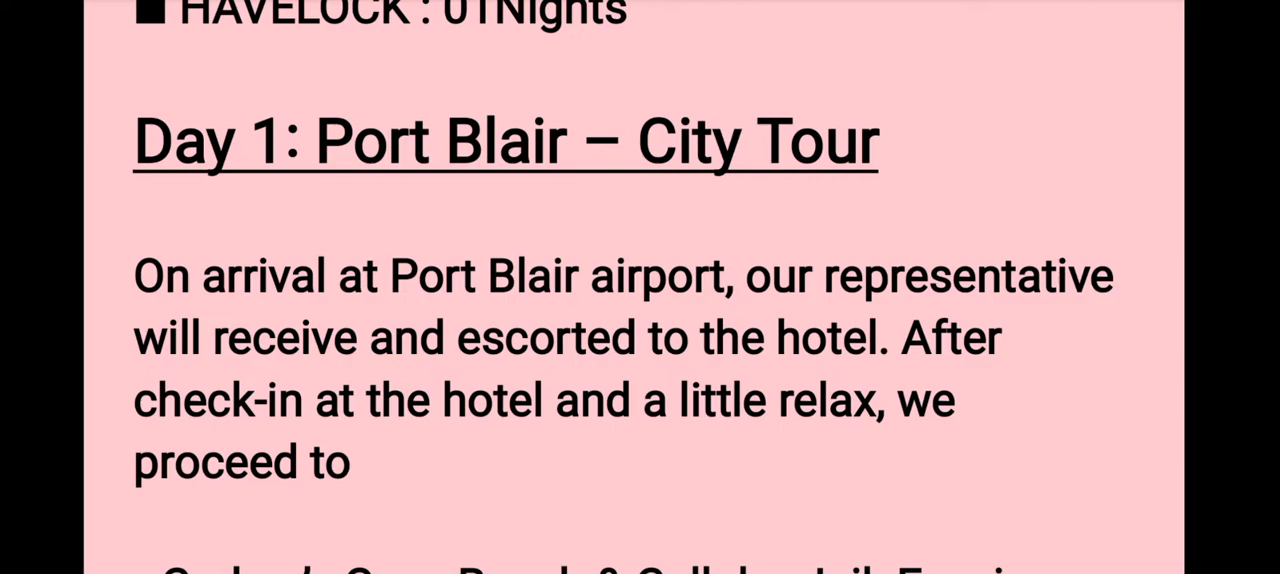 ■ HAVELOCK : 01Nights
Day 1: Port Blair – City Tour
On arrival at Port Blair airport, our representative
will receive and escorted to the hotel. After
check-in at the hotel and a little relax, we
proceed to